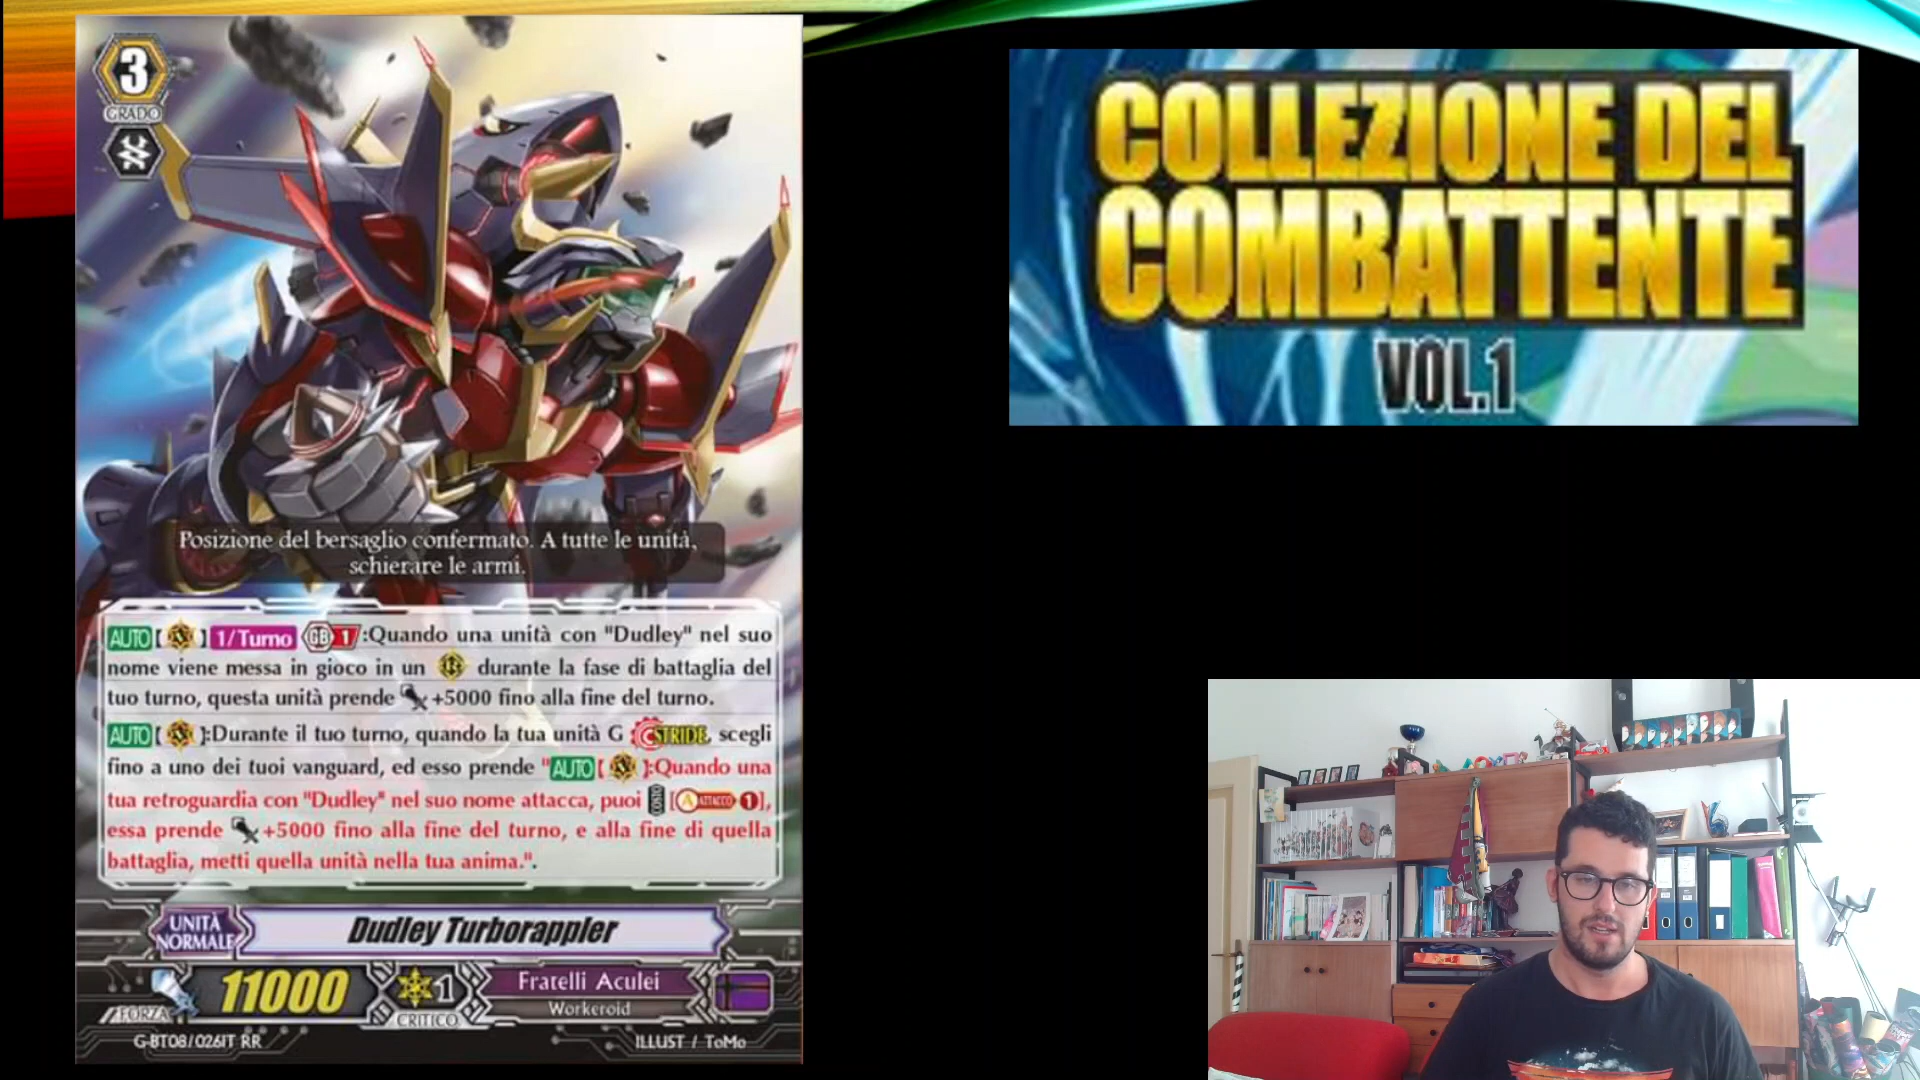 3
GRADO
Posizione del bersaglio confermato. A tutte le unità,
schierare le armi.
AUTO [ ] 1/Turno GB 1 :Quando una unità con "Dudley" nel suo
nome viene messa in gioco in un R durante la fase di battaglia del
tuo turno, questa unità prende +5000 fino alla fine del turno.
AUTO [ ]:Durante il tuo turno, quando la tua unità G STRIDE, scegli
fino a uno dei tuoi vanguard, ed esso prende "AUTO [ ]:Quando una
tua retroguardia con "Dudley" nel suo nome attacca, puoi COSTO [A ATTACCO 1],
essa prende +5000 fino alla fine del turno, e alla fine di quella
battaglia, metti quella unità nella tua anima.".
UNITÀ
NORMALE
Dudley Turborappler
FORZA
11000
1
CRITICO
Fratelli Aculei
Workeroid
G-BT08/026IT RR
ILLUST / ToMo
COLLEZIONE DEL
COMBATTENTE
VOL.1